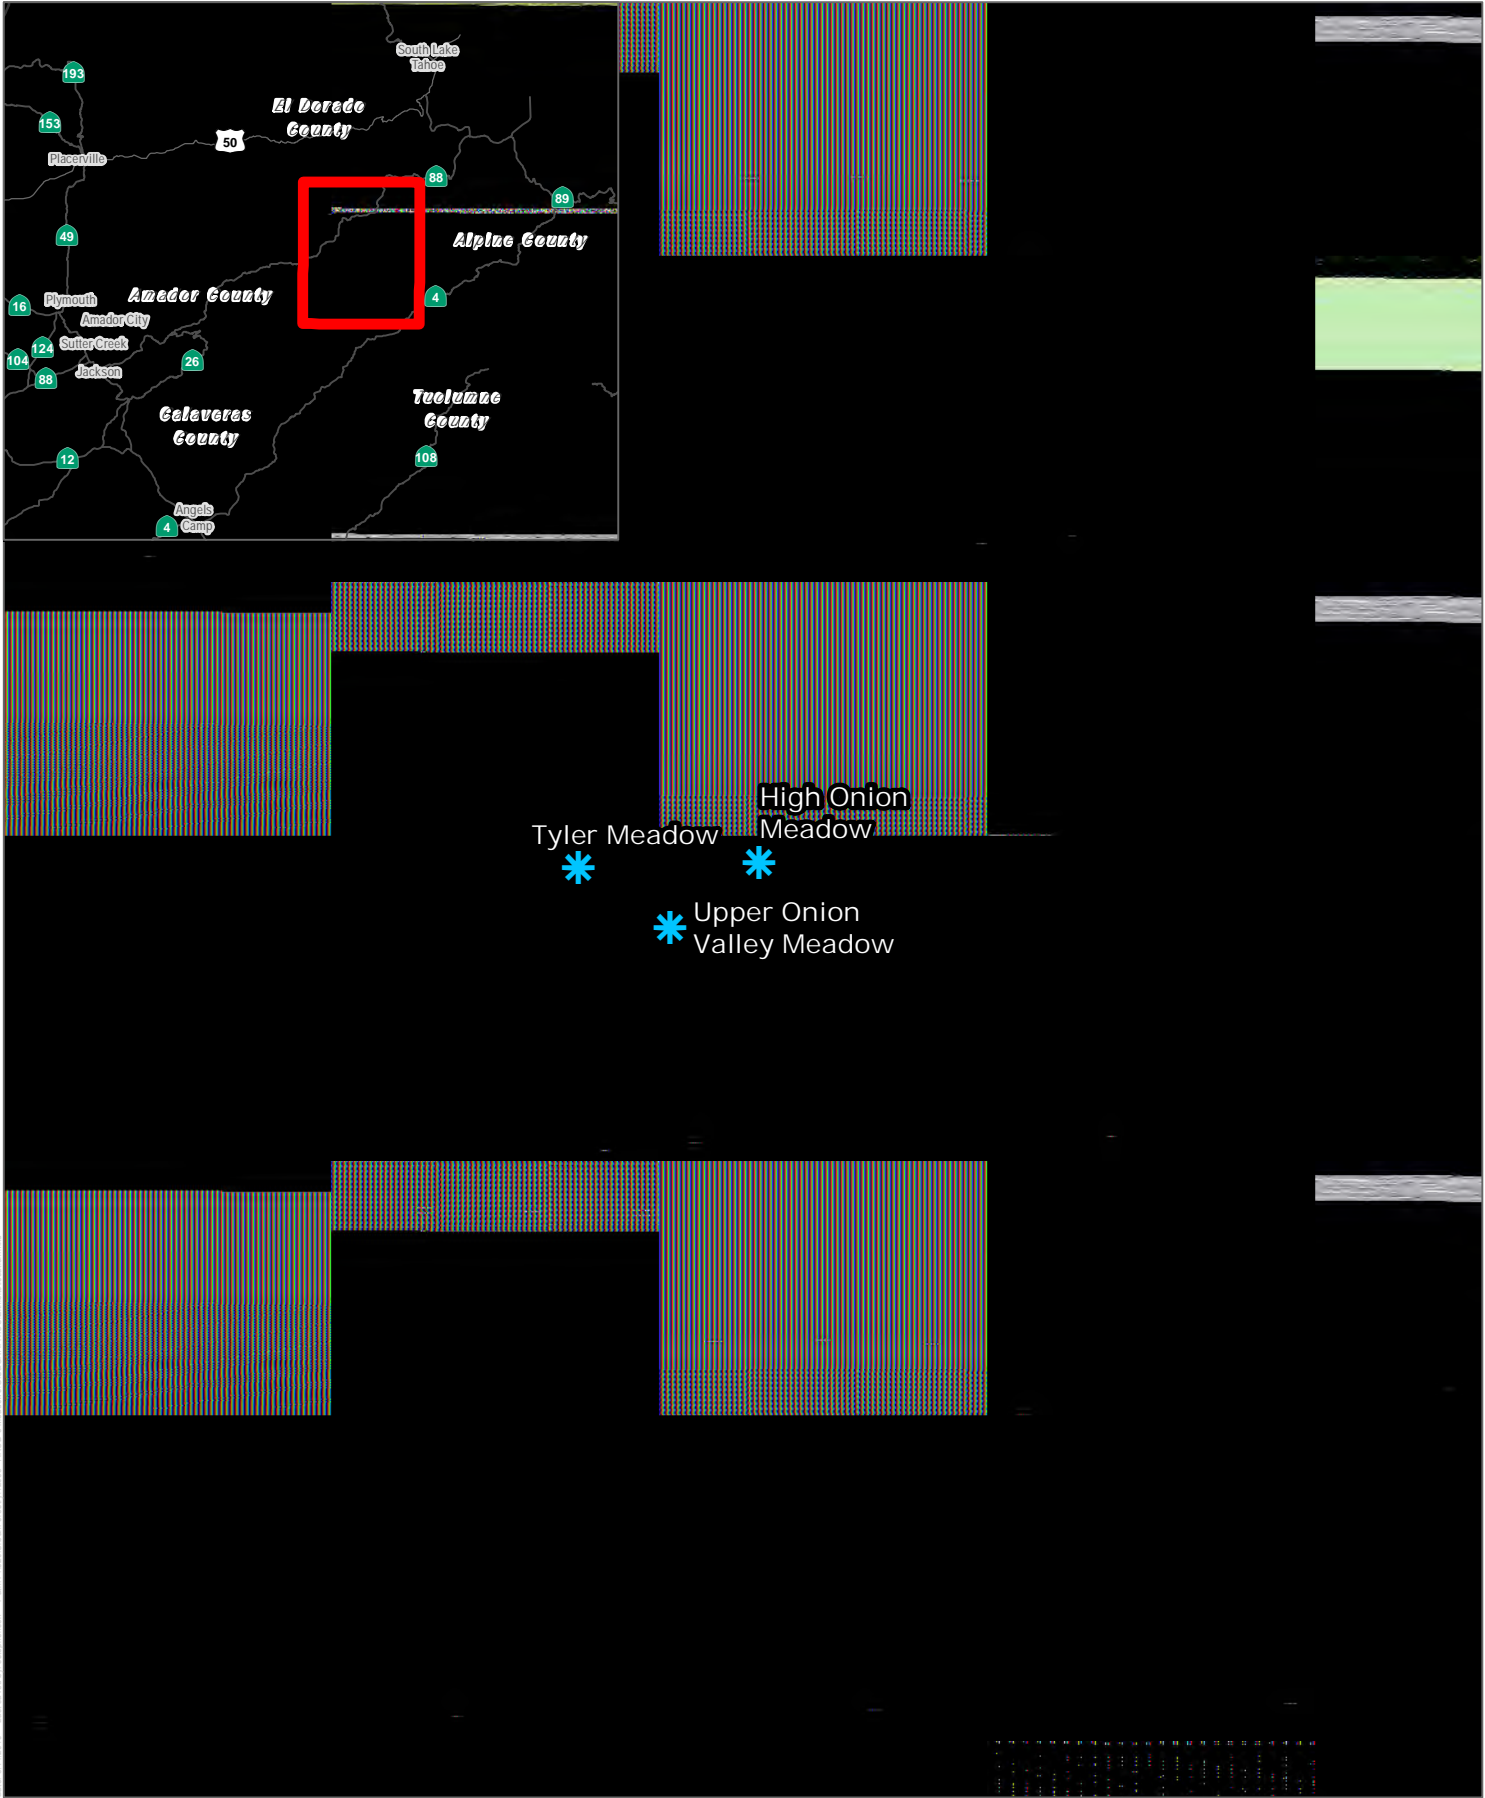 South Lake
Tahoe
193
El Dorado
County
153
50
Placerville
88
89
49
Alpine County
Amador County
4
16
Plymouth
Amador City
124
Sutter Creek
104
26
88
Jackson
Tuolumne
County
Calaveras
County
12
108
Angels
4
Camp
High Onion
Meadow
Tyler Meadow
Upper Onion
Valley Meadow